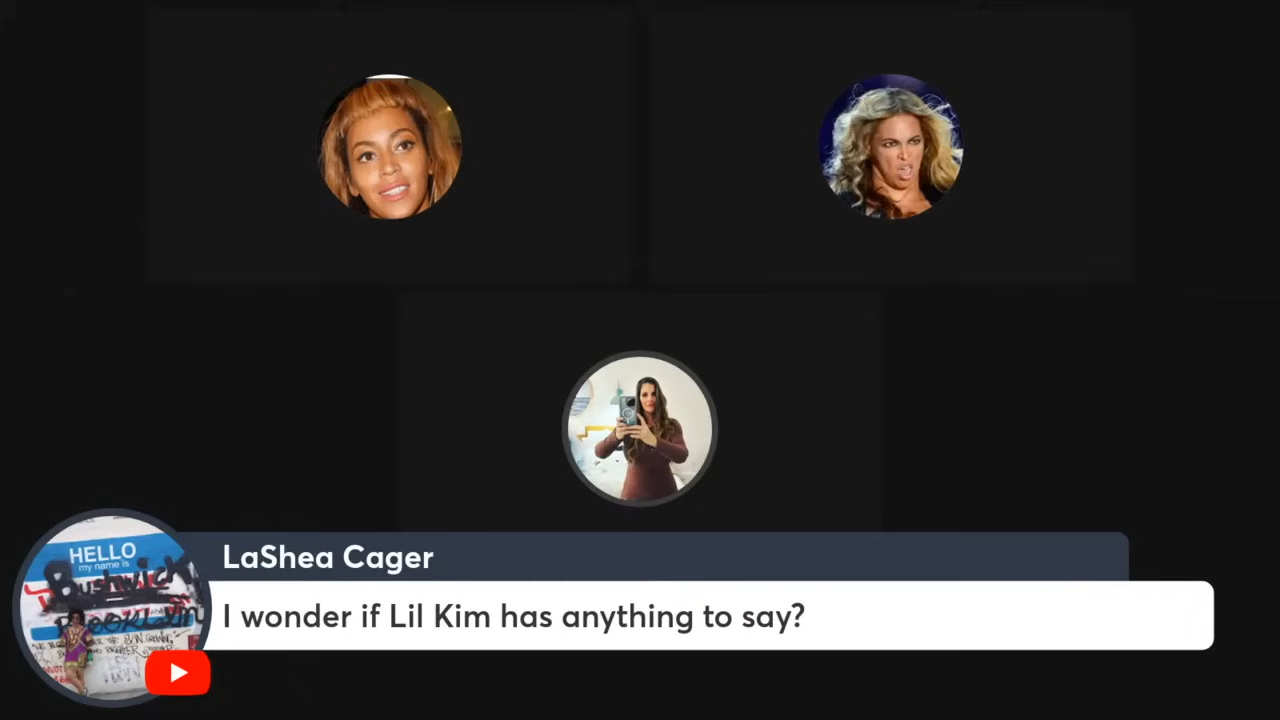 HELLO
my name is
Bushwick
Brooklyn
LaShea Cager
I wonder if Lil Kim has anything to say?